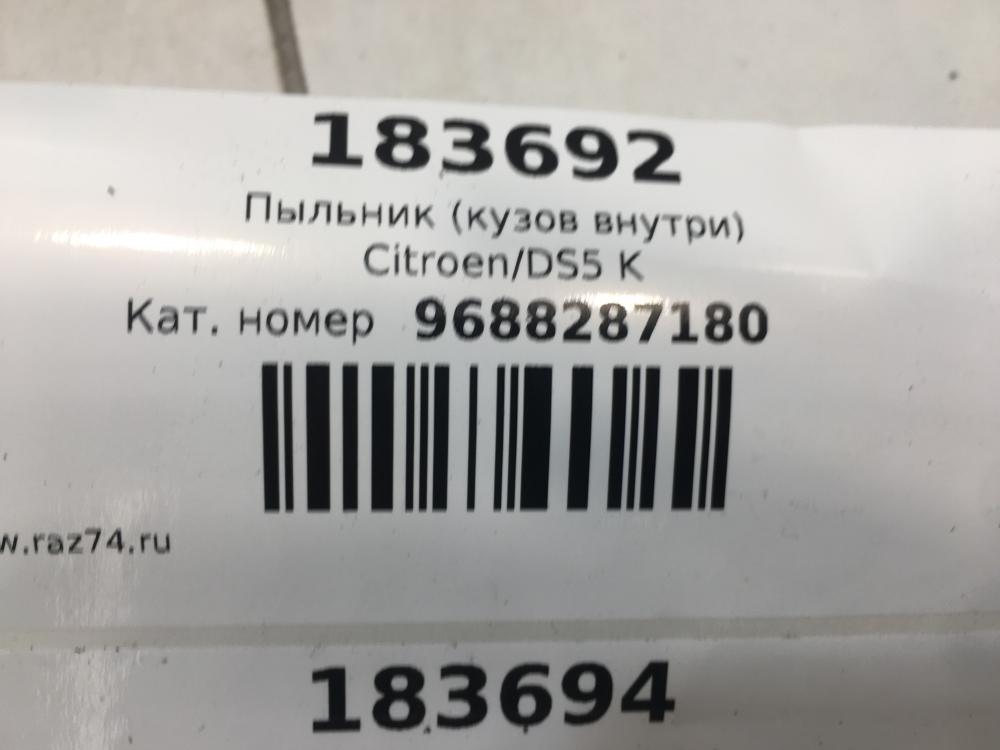 183692
Пыльник (кузов внутри)
Citroen/DS5 K
Кат. номер 9688287180
w.raz74.ru
183694